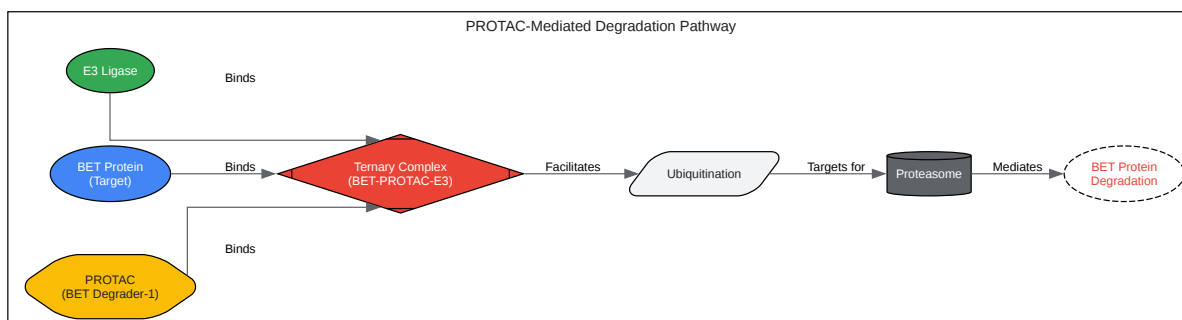 PROTAC-Mediated Degradation Pathway
E3 Ligase
Binds
BET Protein
(Target)
Binds
Ternary Complex
(BET-PROTAC-E3)
Facilitates
Ubiquitination
Targets for
Proteasome
Mediates
BET Protein
Degradation
Binds
PROTAC
(BET Degrader-1)